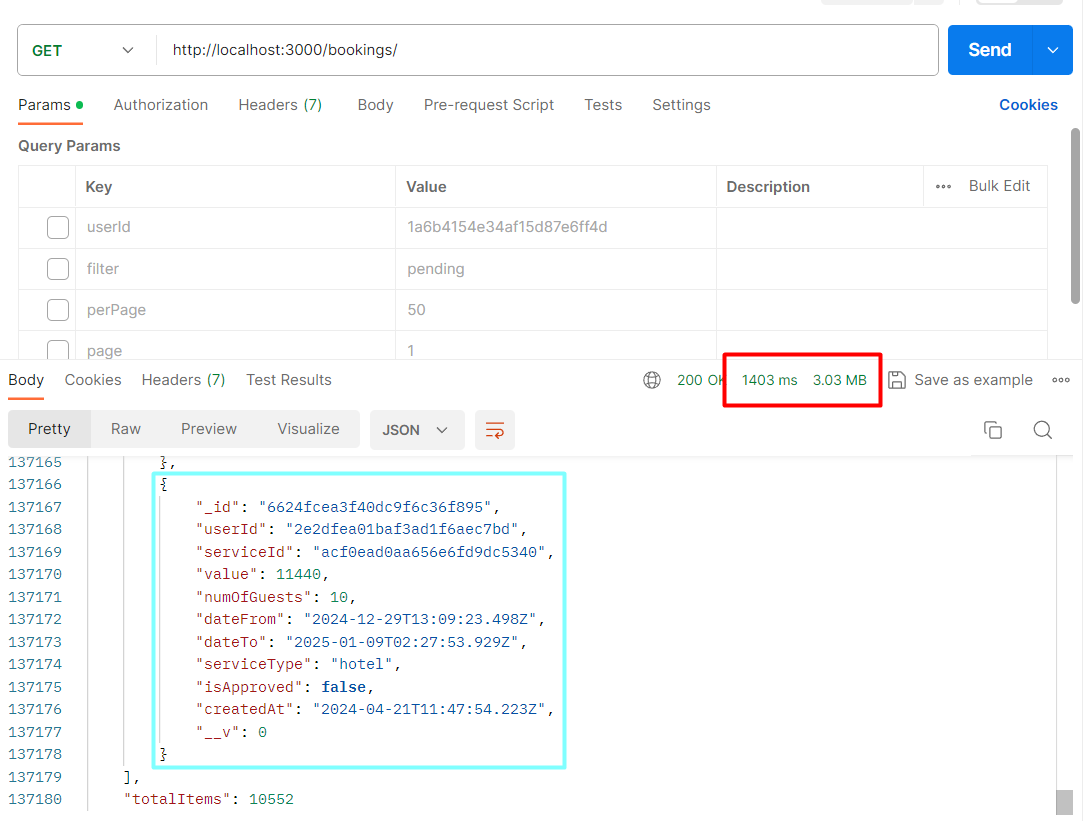 GET http://localhost:3000/bookings/ Send
Params Authorization Headers (7) Body Pre-request Script Tests Settings Cookies
Query Params
Key Value Description ••• Bulk Edit
userId 1a6b4154e34af15d87e6ff4d
filter pending
perPage 50
page 1
Body Cookies Headers (7) Test Results 200 OK 1403 ms 3.03 MB Save as example •••
Pretty Raw Preview Visualize JSON
137165 },
137166 {
137167 "_id": "6624fcea3f40dc9f6c36f895",
137168 "userId": "2e2dfea01baf3ad1f6aec7bd",
137169 "serviceId": "acf0ead0aa656e6fd9dc5340",
137170 "value": 11440,
137171 "numOfGuests": 10,
137172 "dateFrom": "2024-12-29T13:09:23.498Z",
137173 "dateTo": "2025-01-09T02:27:53.929Z",
137174 "serviceType": "hotel",
137175 "isApproved": false,
137176 "createdAt": "2024-04-21T11:47:54.223Z",
137177 "__v": 0
137178 }
137179 ],
137180 "totalItems": 10552